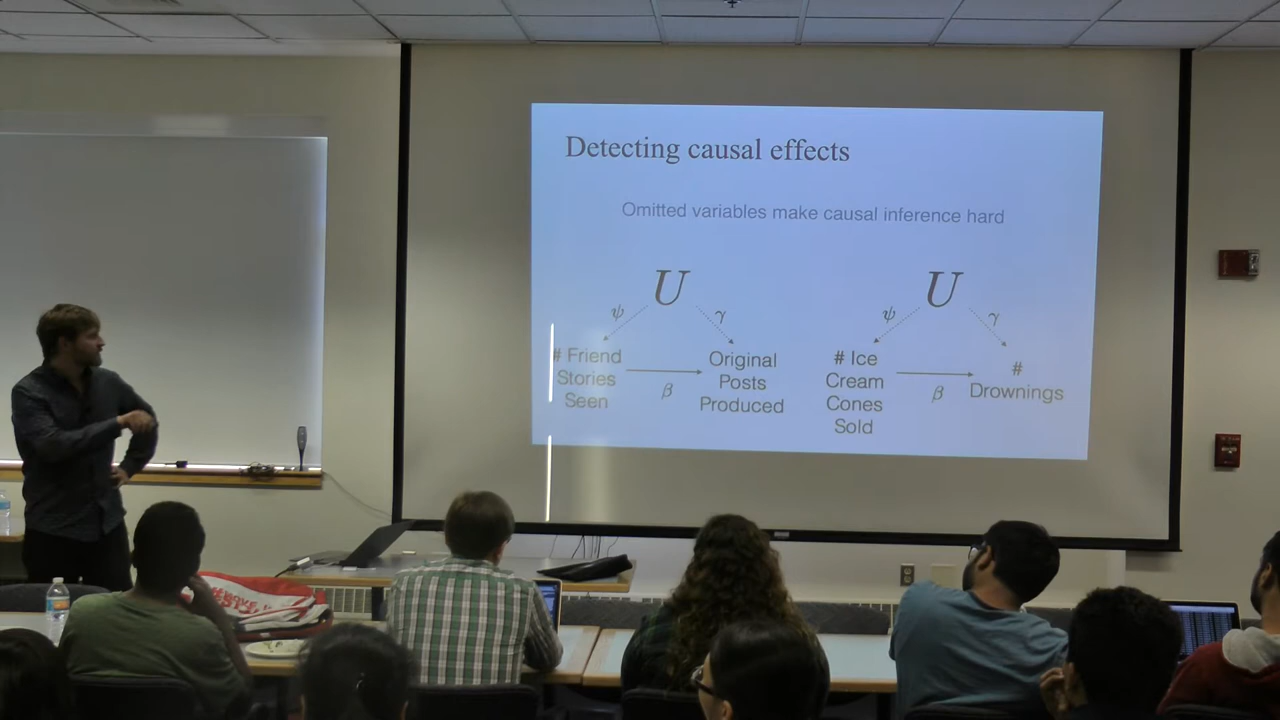 Detecting causal effects
Omitted variables make causal inference hard
U
U
ψ
γ
ψ
γ
# Friend
Stories
Seen
β
Original
Posts
Produced
# Ice
Cream
Cones
Sold
β
#
Drownings